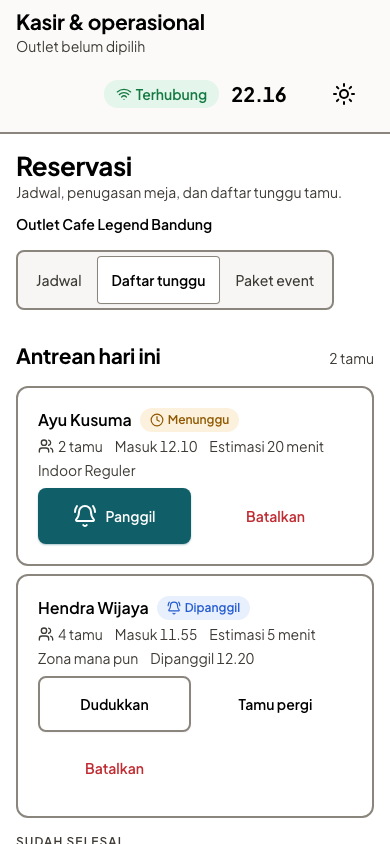 Kasir & operasional
Outlet belum dipilih
Terhubung 22.16
Reservasi
Jadwal, penugasan meja, dan daftar tunggu tamu.
Outlet Cafe Legend Bandung
Jadwal Daftar tunggu Paket event
Antrean hari ini 2 tamu
Ayu Kusuma Menunggu
2 tamu Masuk 12.10 Estimasi 20 menit
Indoor Reguler
Panggil Batalkan
Hendra Wijaya Dipanggil
4 tamu Masuk 11.55 Estimasi 5 menit
Zona mana pun Dipanggil 12.20
Dudukkan Tamu pergi
Batalkan
SUDAH SELESAI